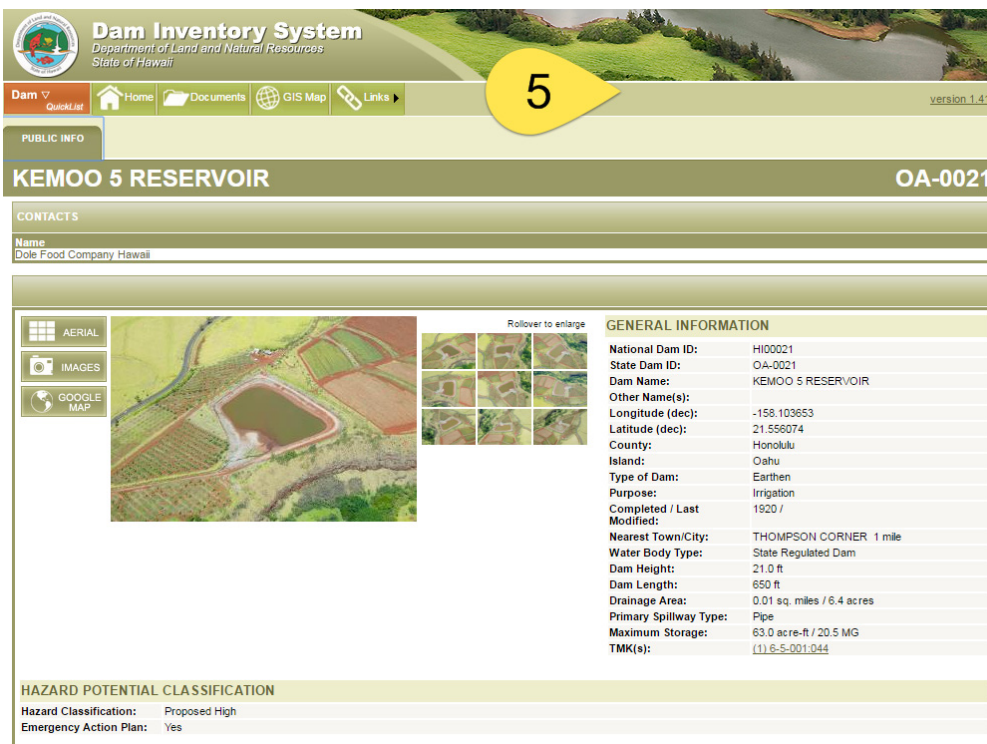 Dam Inventory System
Department of Land and Natural Resources
State of Hawaii
5
Dam ▽
QuickList
Home
Documents
GIS Map
Links
version 1.41
PUBLIC INFO
KEMOO 5 RESERVOIR
OA-0021
CONTACTS
Name
Dole Food Company Hawaii
AERIAL
IMAGES
GOOGLE
MAP
Rollover to enlarge
GENERAL INFORMATION
National Dam ID: HI00021
State Dam ID: OA-0021
Dam Name: KEMOO 5 RESERVOIR
Other Name(s):
Longitude (dec): -158.103653
Latitude (dec): 21.556074
County: Honolulu
Island: Oahu
Type of Dam: Earthen
Purpose: Irrigation
Completed / Last 1920 /
Modified:
Nearest Town/City: THOMPSON CORNER 1 mile
Water Body Type: State Regulated Dam
Dam Height: 21.0 ft
Dam Length: 650 ft
Drainage Area: 0.01 sq. miles / 6.4 acres
Primary Spillway Type: Pipe
Maximum Storage: 63.0 acre-ft / 20.5 MG
TMK(s): (1) 6-5-001:044
HAZARD POTENTIAL CLASSIFICATION
Hazard Classification: Proposed High
Emergency Action Plan: Yes